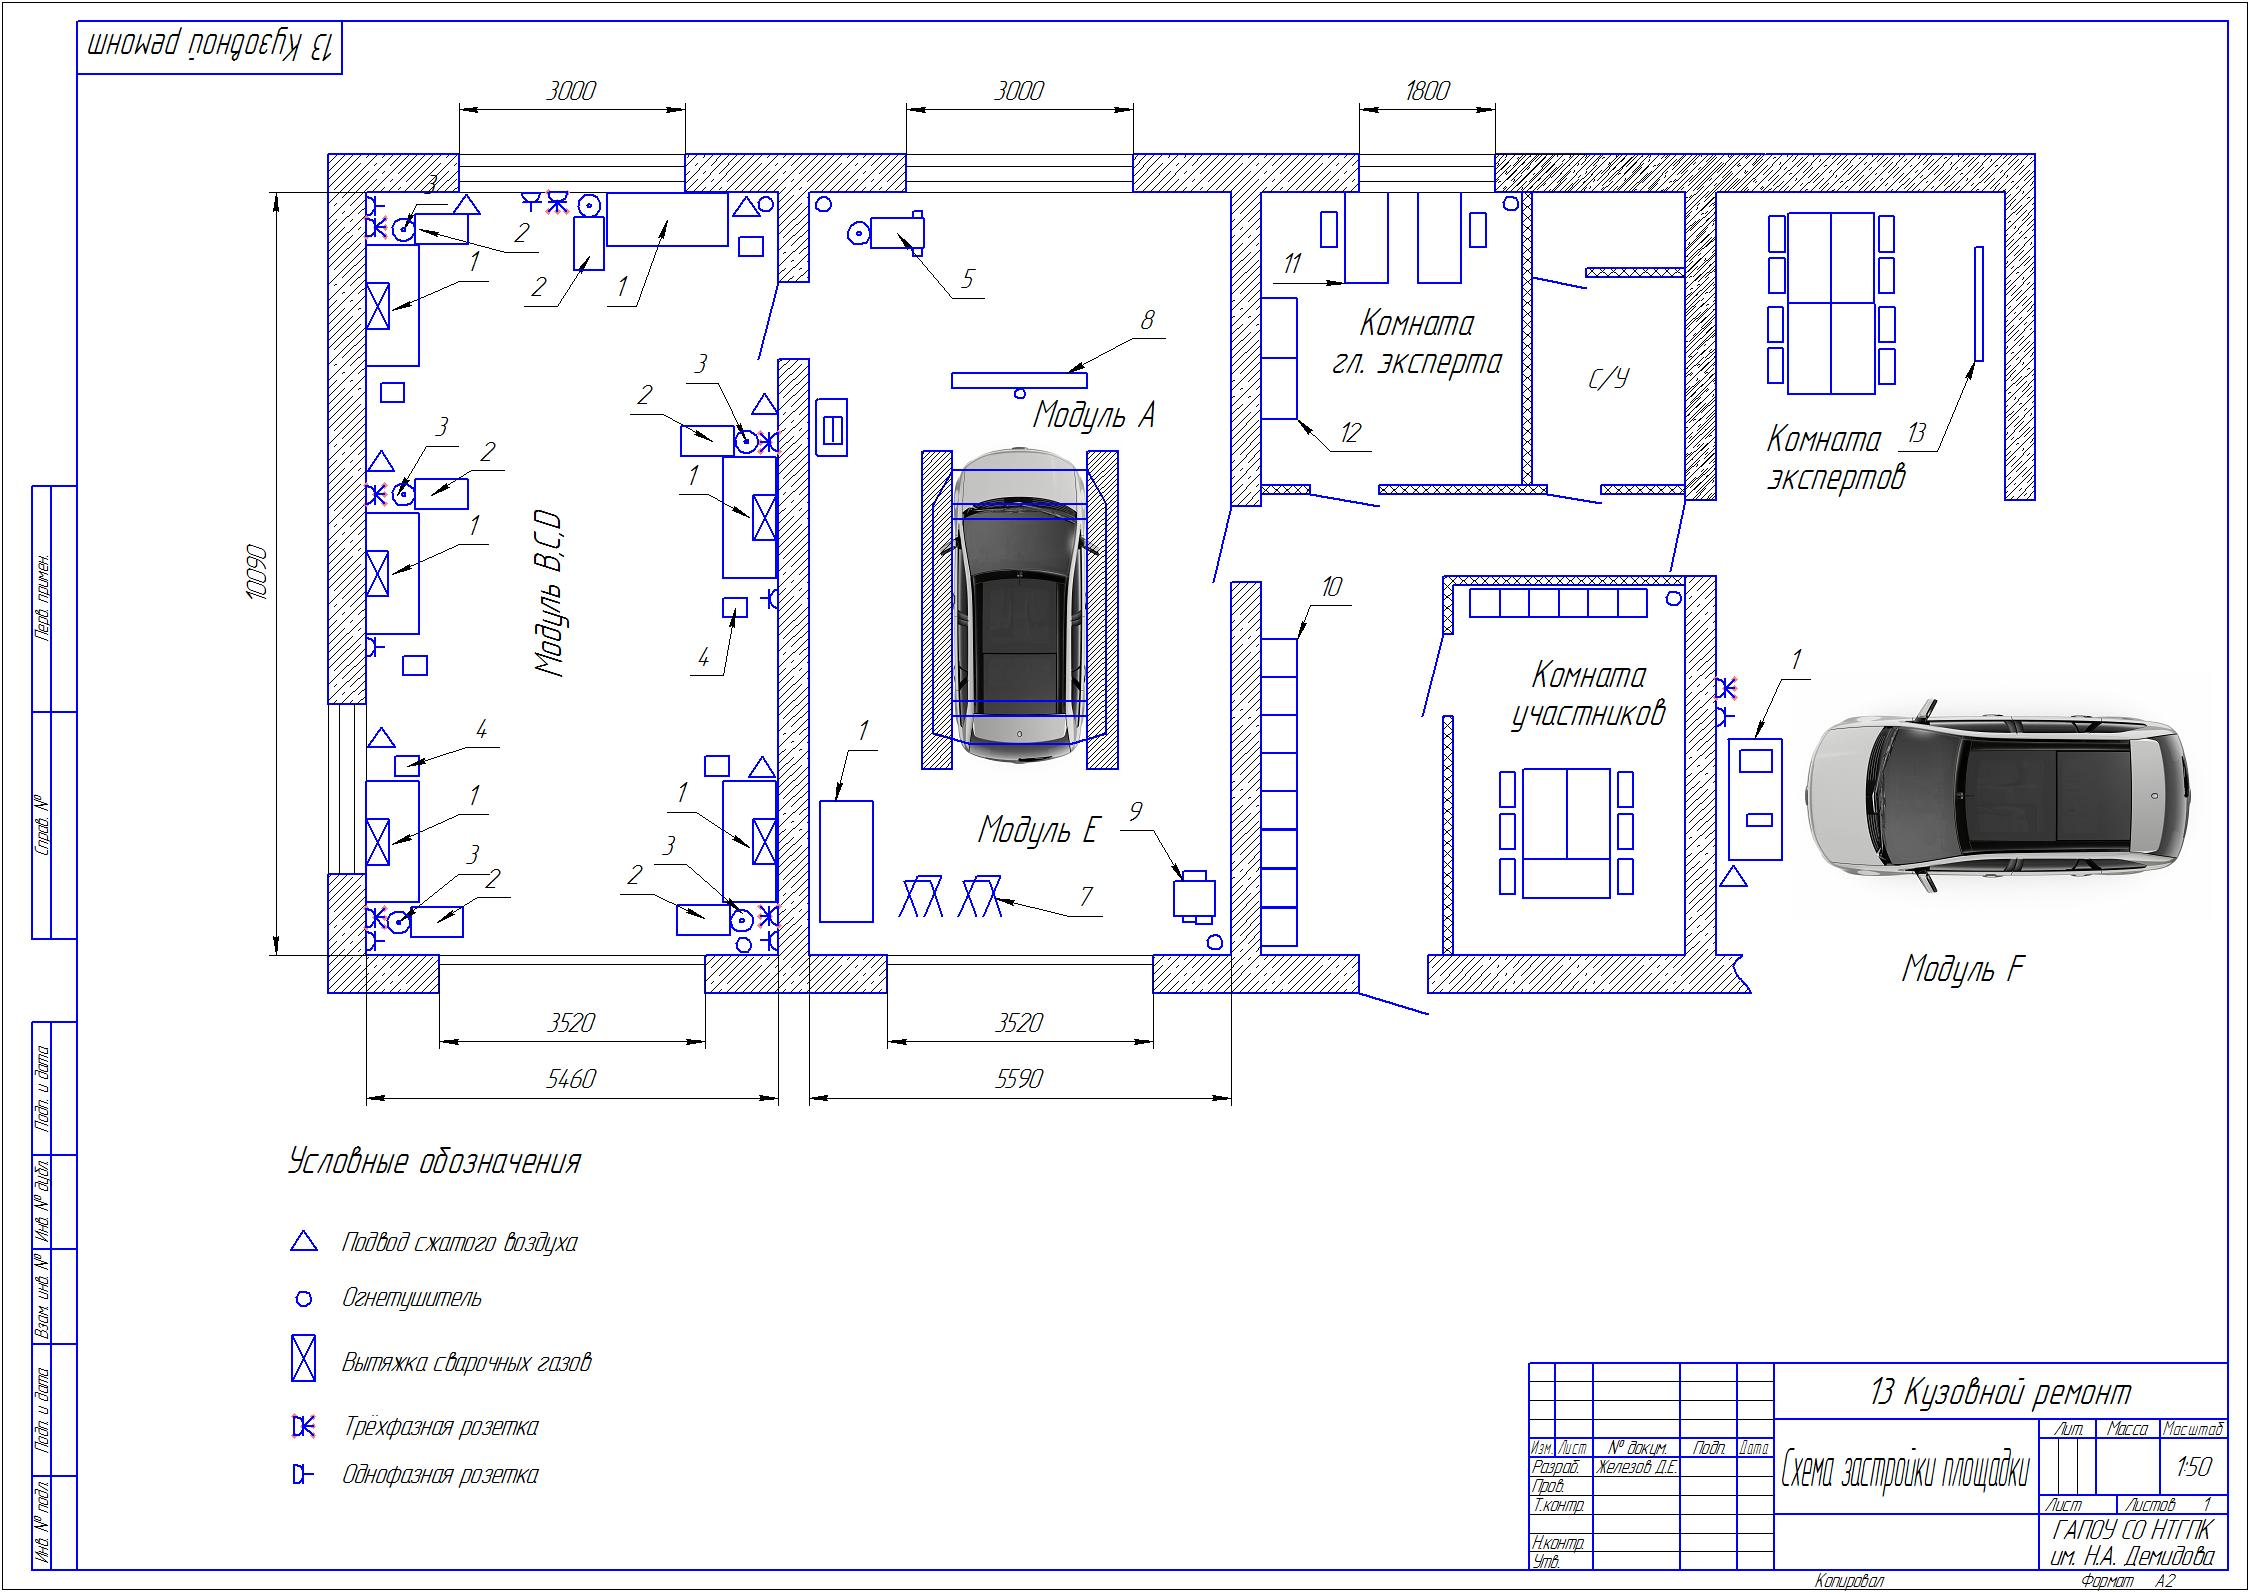 13 Кузовной ремонт
3000
3000
1800
3
2
1
2
1
5
11
8
Комната
гл. эксперта
С/У
12
Модуль А
3
2
3
2
1
1
Комната
экспертов
13
10090
Модуль B,C,D
4
10
Комната
участников
1
4
1
1
3
2
3
2
1
Модуль Е
9
7
Модуль F
3520
3520
5460
5590
Условные обозначения
Подвод сжатого воздуха
Огнетушитель
Вытяжка сварочных газов
Трёхфазная розетка
Однофазная розетка
Перв. примен.
Справ. №
Подп. и дата
Инв. № дубл.
Взам. инв. №
Подп. и дата
Инв. № подл.
13 Кузовной ремонт
Лит. Масса Масштаб
Изм. Лист № докум. Подп. Дата
Разраб. Железов Д.Е.
Пров.
Т.контр.
Н.контр.
Утв.
Схема застройки площадки
1:50
Лист Листов 1
ГАПОУ СО НТГПК
им. Н.А. Демидова
Копировал Формат А2